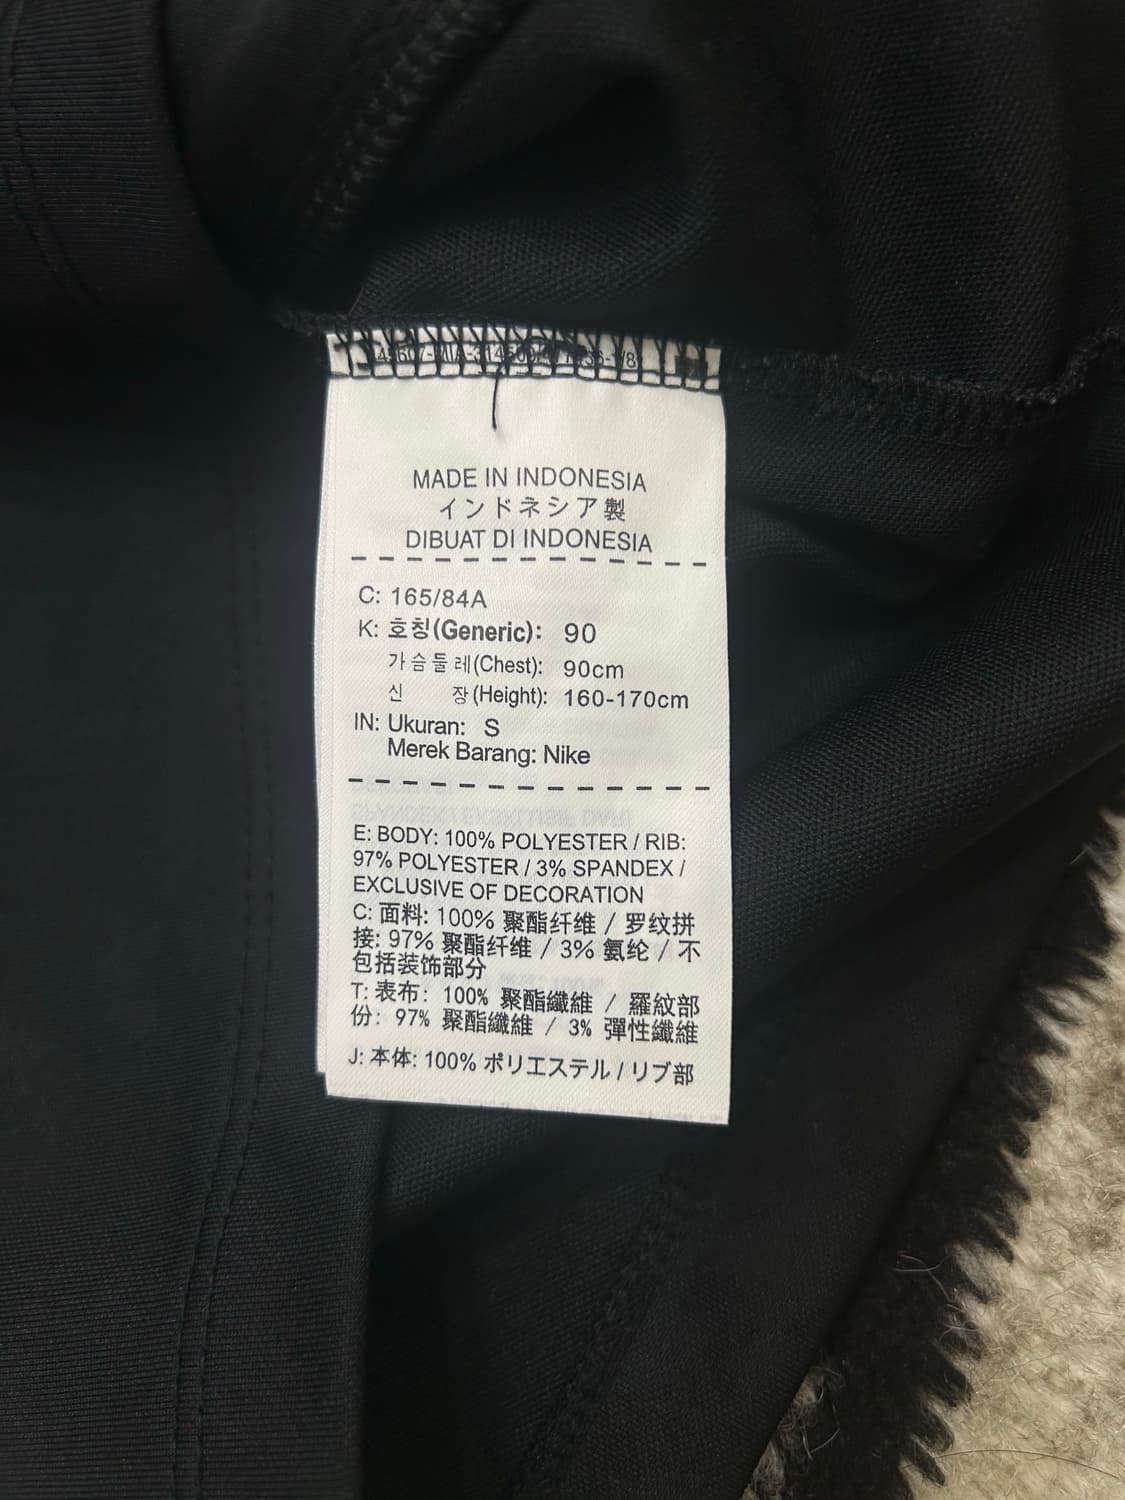 MADE IN INDONESIA
インドネシア製
DIBUAT DI INDONESIA
C: 165/84A
K: 호칭(Generic): 90
가슴둘레(Chest): 90cm
신 장(Height): 160-170cm
IN: Ukuran: S
Merek Barang: Nike
E: BODY: 100% POLYESTER / RIB:
97% POLYESTER / 3% SPANDEX /
EXCLUSIVE OF DECORATION
C: 面料: 100% 聚酯纤维 / 罗纹拼
接: 97% 聚酯纤维 / 3% 氨纶 / 不
包括装饰部分
T: 表布: 100% 聚酯纖維 / 羅紋部
份: 97% 聚酯纖維 / 3% 彈性纖維
J: 本体: 100% ポリエステル / リブ部